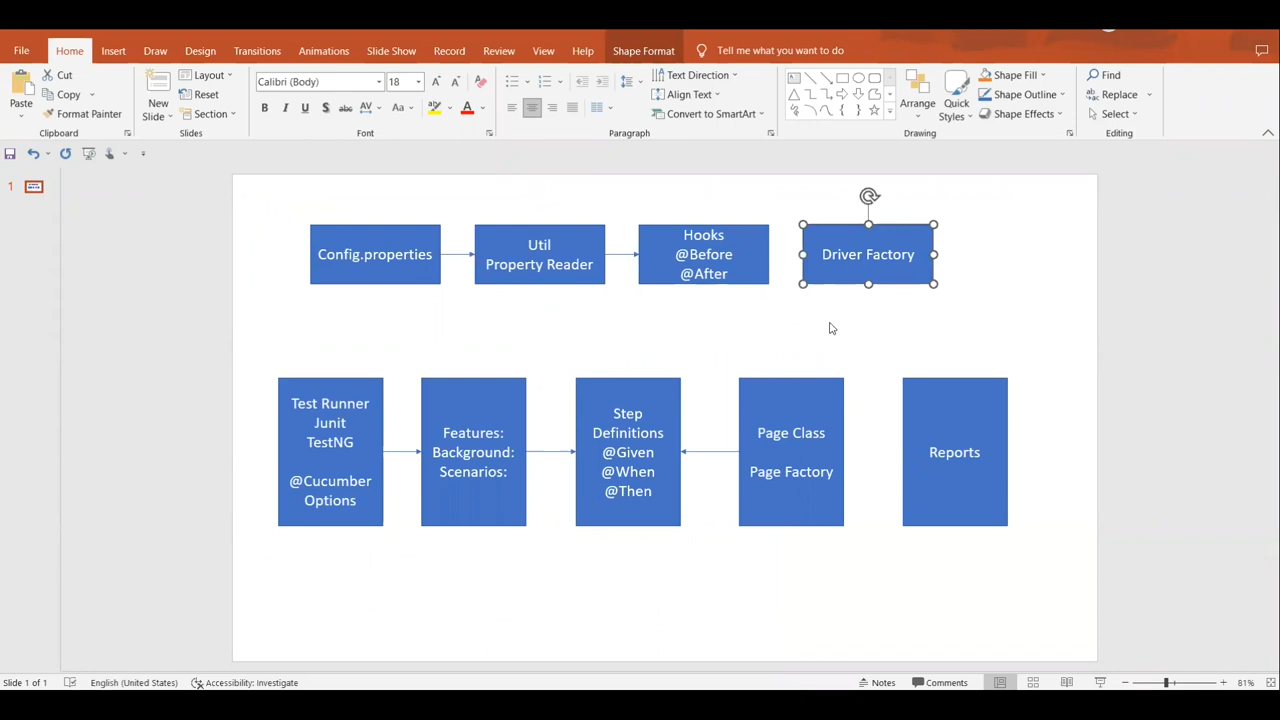 File Home Insert Draw Design Transitions Animations Slide Show Record Review View Help Shape Format Tell me what you want to do
Paste
Cut
Copy
Format Painter
Clipboard
New
Slide
Layout
Reset
Section
Slides
Calibri (Body) 18
B I U S abc AV Aa A
Font
Text Direction
Align Text
Convert to SmartArt
Paragraph
Arrange
Quick
Styles
Shape Fill
Shape Outline
Shape Effects
Drawing
Find
Replace
Select
Editing
1
Config.properties
Util
Property Reader
Hooks
@Before
@After
Driver Factory
Test Runner
Junit
TestNG
@Cucumber
Options
Features:
Background:
Scenarios:
Step
Definitions
@Given
@When
@Then
Page Class
Page Factory
Reports
Slide 1 of 1 English (United States) Accessibility: Investigate Notes Comments 81%